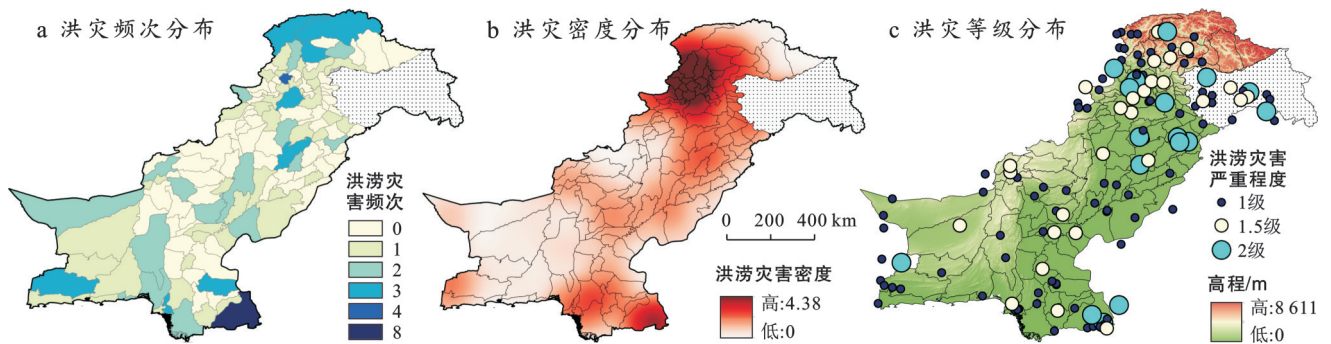 a 洪灾频次分布
洪涝灾
害频次
0
1
2
3
4
8
b 洪灾密度分布
0 200 400 km
洪涝灾害密度
高:4.38
低:0
c 洪灾等级分布
洪涝灾害
严重程度
1级
1.5级
2级
高程/m
高:8 611
低:0